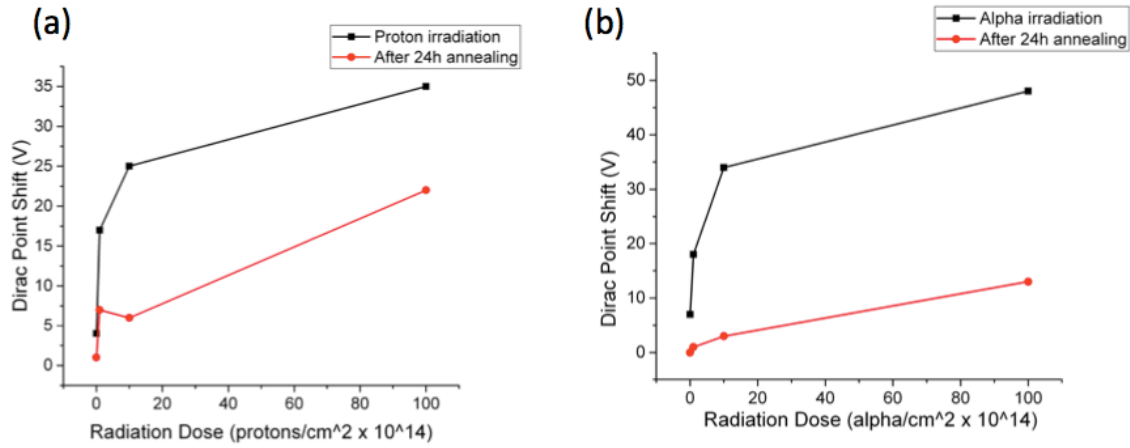 (a)
Proton irradiation
After 24h annealing
35
30
25
20
15
10
5
0
Dirac Point Shift (V)
0 20 40 60 80 100
Radiation Dose (protons/cm^2 x 10^14)
(b)
Alpha irradiation
After 24h annealing
50
40
30
20
10
0
Dirac Point Shift (V)
0 20 40 60 80 100
Radiation Dose (alpha/cm^2 x 10^14)